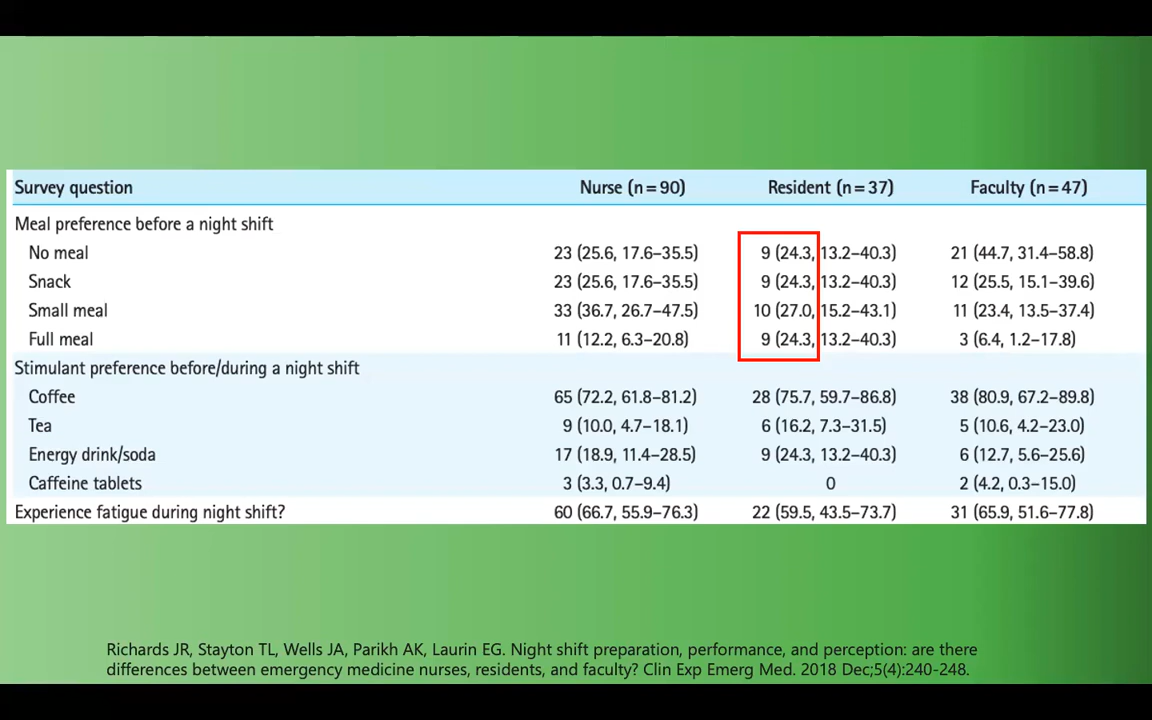 Survey question Nurse (n=90) Resident (n=37) Faculty (n=47)
Meal preference before a night shift
No meal 23 (25.6, 17.6–35.5) 9 (24.3, 13.2–40.3) 21 (44.7, 31.4–58.8)
Snack 23 (25.6, 17.6–35.5) 9 (24.3, 13.2–40.3) 12 (25.5, 15.1–39.6)
Small meal 33 (36.7, 26.7–47.5) 10 (27.0, 15.2–43.1) 11 (23.4, 13.5–37.4)
Full meal 11 (12.2, 6.3–20.8) 9 (24.3, 13.2–40.3) 3 (6.4, 1.2–17.8)
Stimulant preference before/during a night shift
Coffee 65 (72.2, 61.8–81.2) 28 (75.7, 59.7–86.8) 38 (80.9, 67.2–89.8)
Tea 9 (10.0, 4.7–18.1) 6 (16.2, 7.3–31.5) 5 (10.6, 4.2–23.0)
Energy drink/soda 17 (18.9, 11.4–28.5) 9 (24.3, 13.2–40.3) 6 (12.7, 5.6–25.6)
Caffeine tablets 3 (3.3, 0.7–9.4) 0 2 (4.2, 0.3–15.0)
Experience fatigue during night shift? 60 (66.7, 55.9–76.3) 22 (59.5, 43.5–73.7) 31 (65.9, 51.6–77.8)
Richards JR, Stayton TL, Wells JA, Parikh AK, Laurin EG. Night shift preparation, performance, and perception: are there
differences between emergency medicine nurses, residents, and faculty? Clin Exp Emerg Med. 2018 Dec;5(4):240-248.